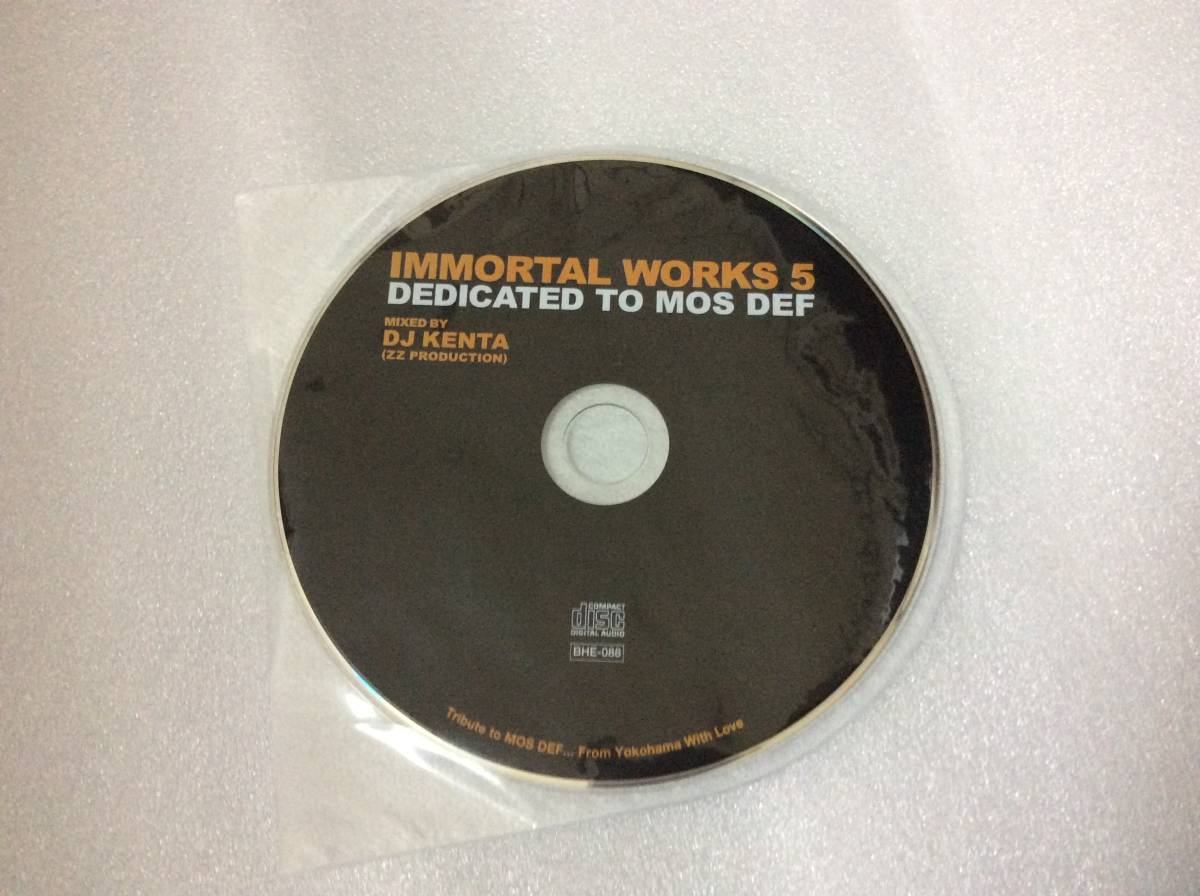 IMMORTAL WORKS 5
DEDICATED TO MOS DEF
MIXED BY
DJ KENTA
(ZZ PRODUCTION)
COMPACT
disc
DIGITAL AUDIO
BHE-088
Tribute to MOS DEF... From Yokohama With Love